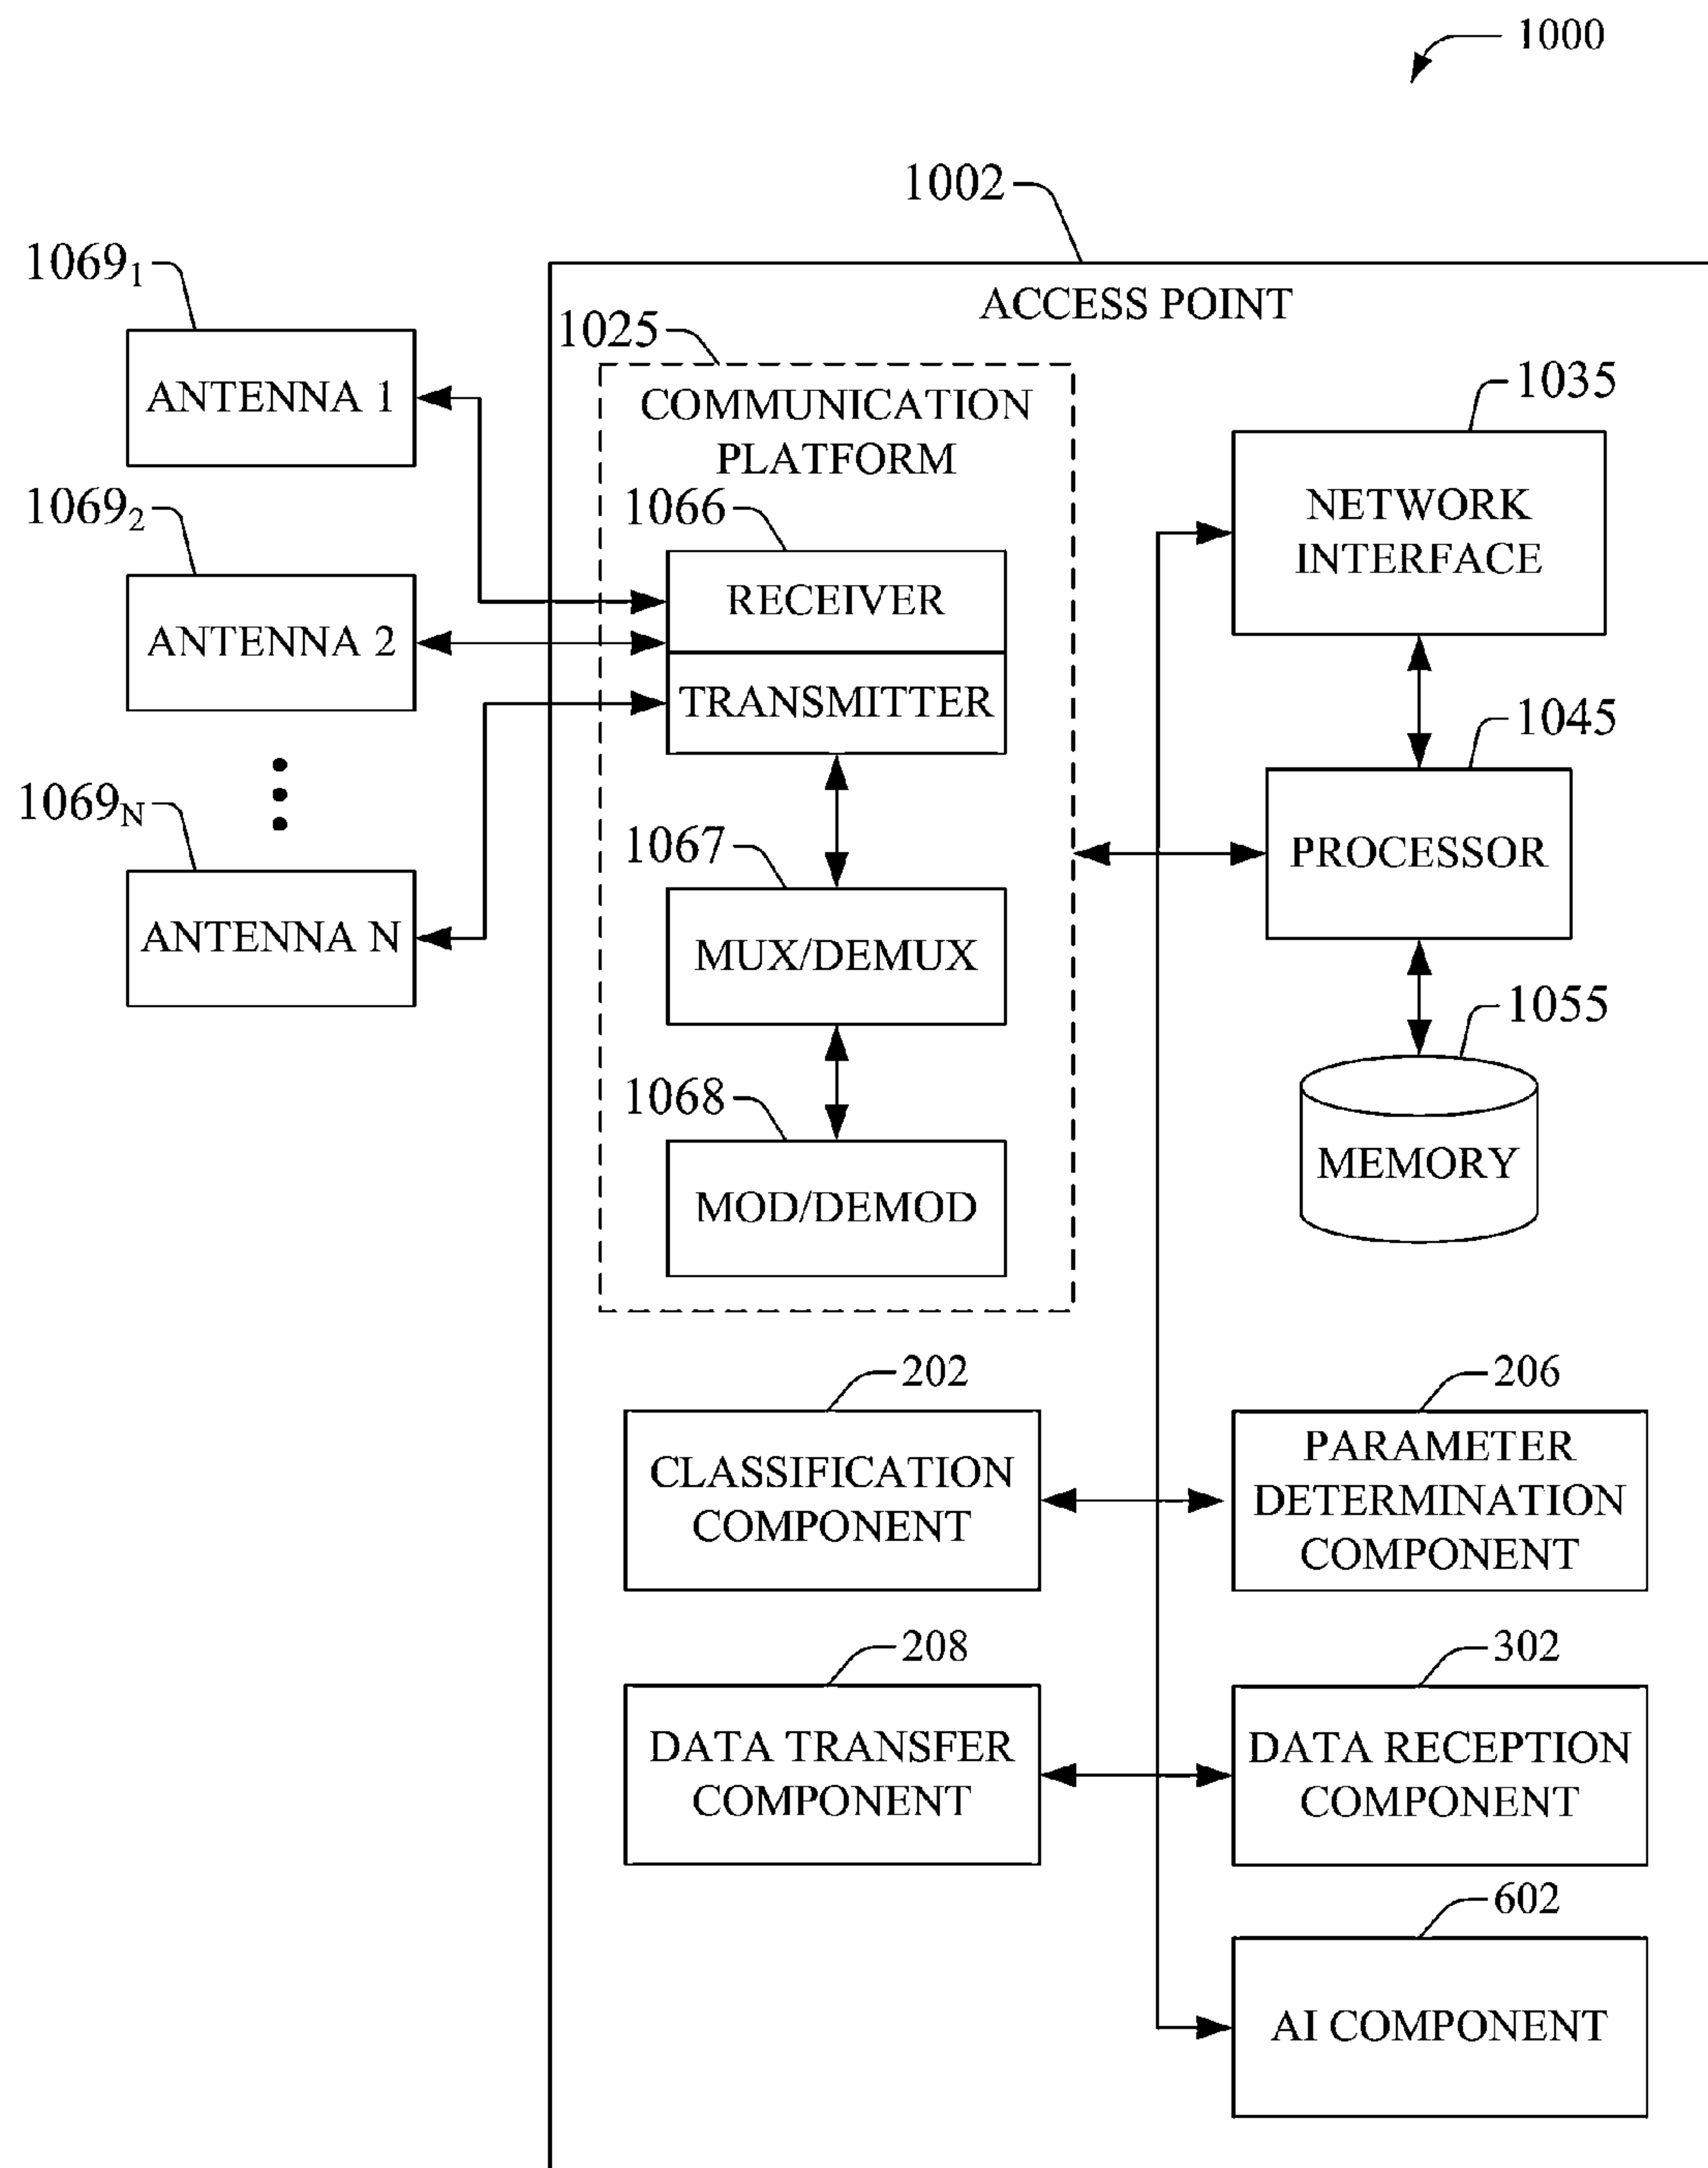 1000
1002
ACCESS POINT
1069₁
ANTENNA 1
1069₂
ANTENNA 2
1069N
ANTENNA N
1025
COMMUNICATION
PLATFORM
1066
RECEIVER
TRANSMITTER
1067
MUX/DEMUX
1068
MOD/DEMOD
1035
NETWORK
INTERFACE
1045
PROCESSOR
1055
MEMORY
202
CLASSIFICATION
COMPONENT
206
PARAMETER
DETERMINATION
COMPONENT
208
DATA TRANSFER
COMPONENT
302
DATA RECEPTION
COMPONENT
602
AI COMPONENT